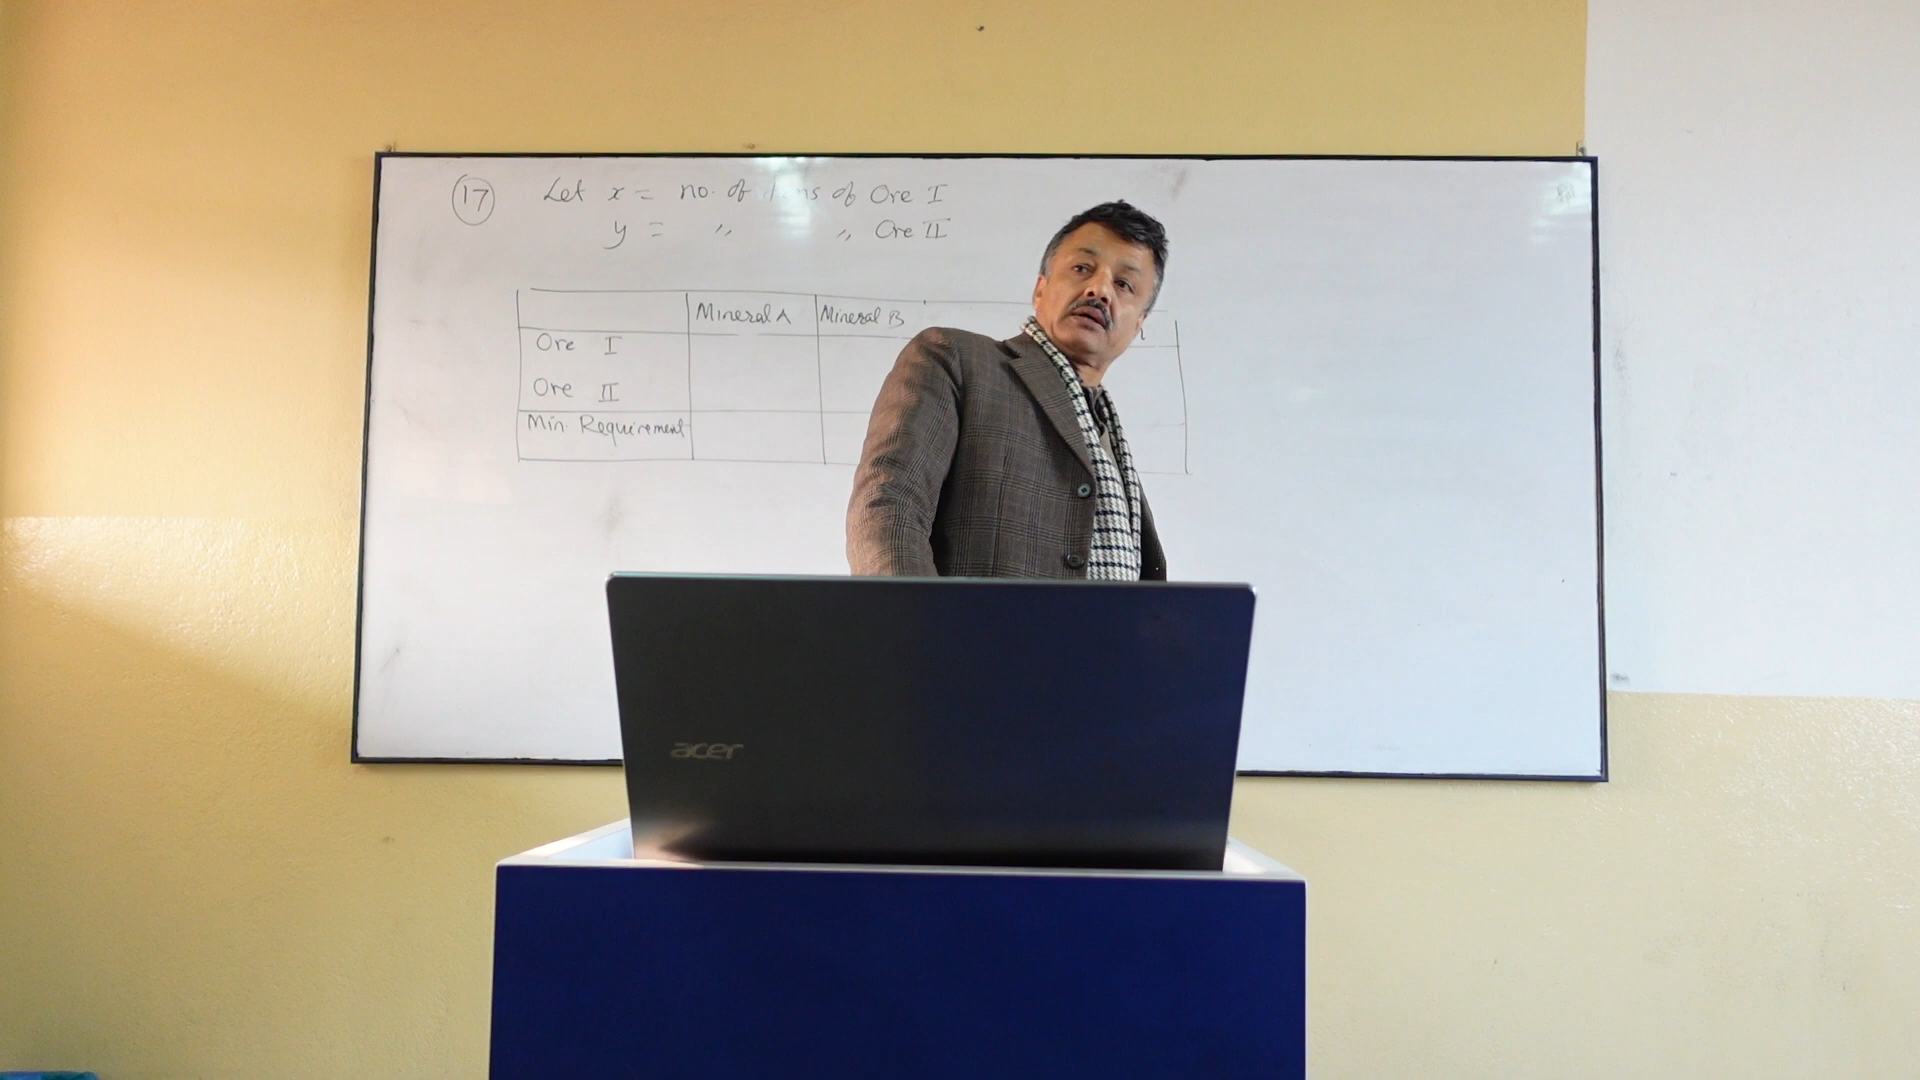 17 Let x = no. of tons of Ore I
y = " " Ore II
Mineral A Mineral B
Ore I
Ore II
Min. Requirement
acer